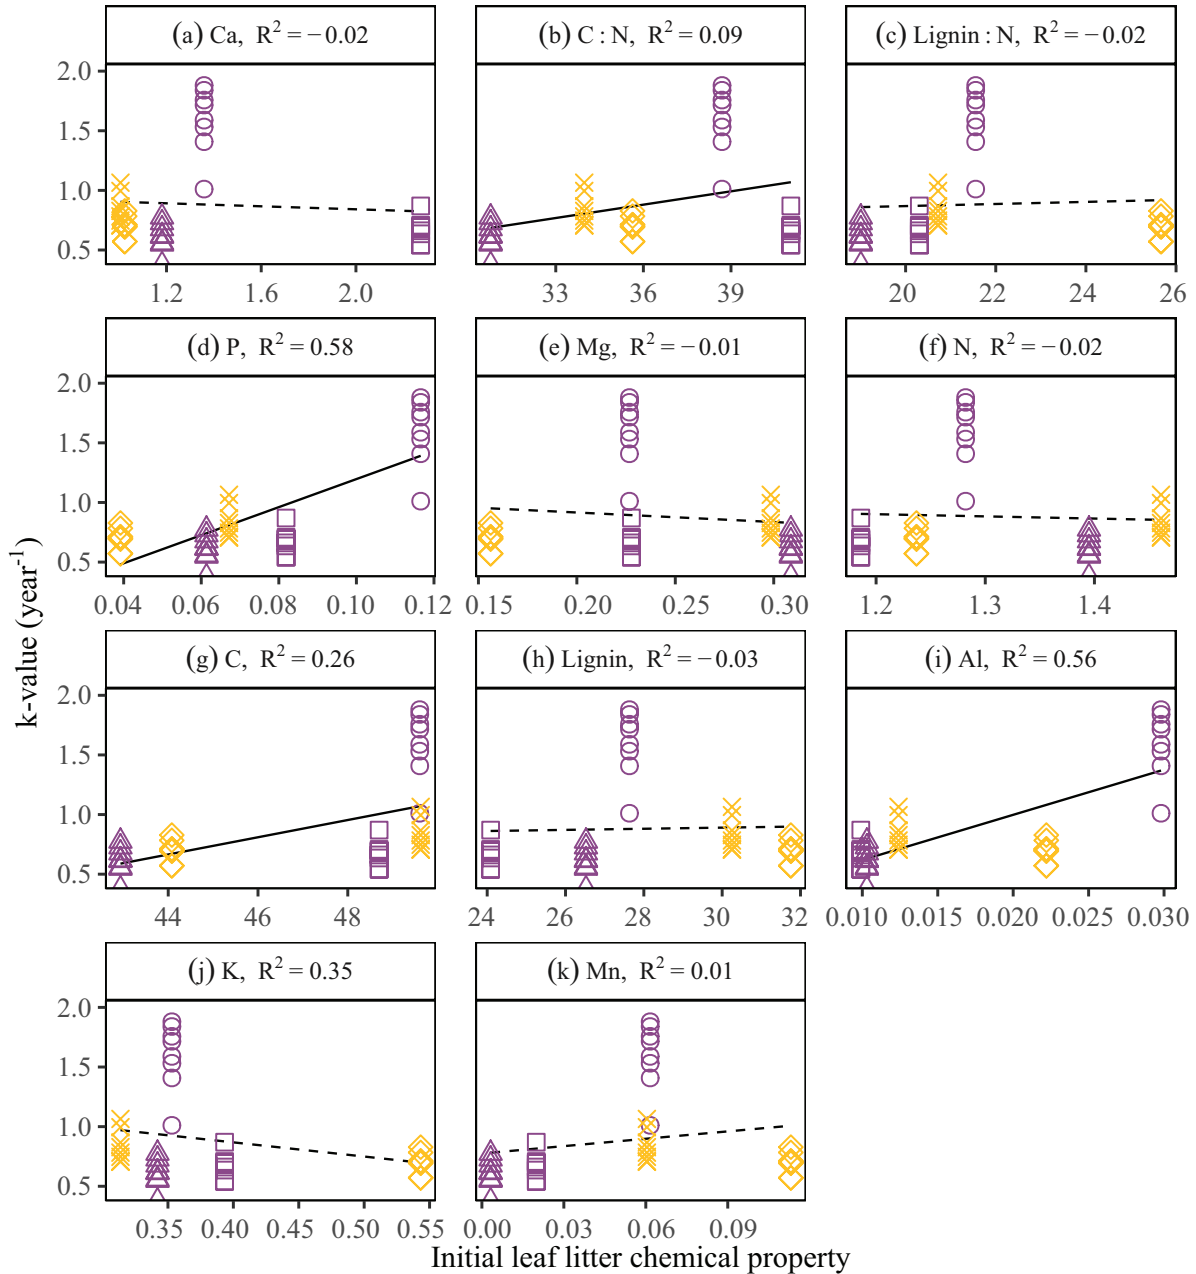 (a) Ca, R² = −0.02
(b) C : N, R² = 0.09
(c) Lignin : N, R² = −0.02
2.0
1.5
1.0
0.5
1.2 1.6 2.0
33 36 39
20 22 24 26
(d) P, R² = 0.58
(e) Mg, R² = −0.01
(f) N, R² = −0.02
2.0
1.5
1.0
0.5
0.04 0.06 0.08 0.10 0.12
0.15 0.20 0.25 0.30
1.2 1.3 1.4
k-value (year⁻¹)
(g) C, R² = 0.26
(h) Lignin, R² = −0.03
(i) Al, R² = 0.56
2.0
1.5
1.0
0.5
44 46 48
24 26 28 30 32
0.010 0.015 0.020 0.025 0.030
(j) K, R² = 0.35
(k) Mn, R² = 0.01
2.0
1.5
1.0
0.5
0.35 0.40 0.45 0.50 0.55
0.00 0.03 0.06 0.09
Initial leaf litter chemical property